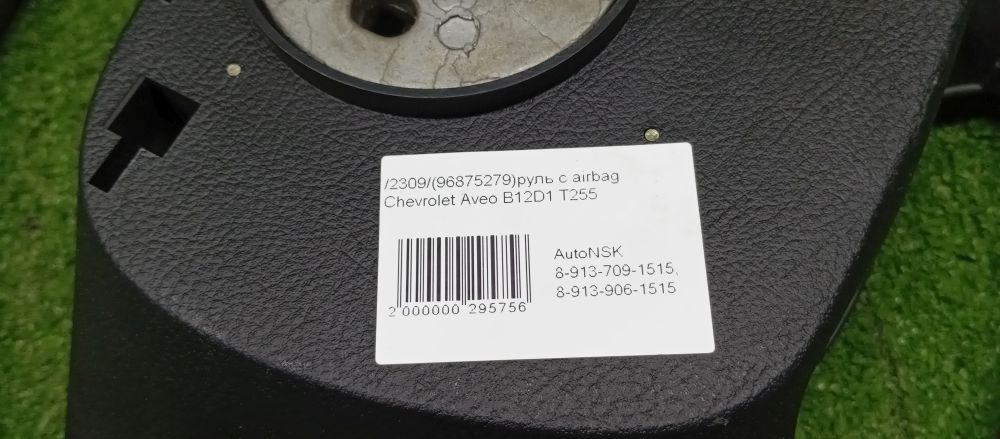 /2309/(96875279)руль с airbag
Chevrolet Aveo B12D1 T255
AutoNSK
8-913-709-1515,
8-913-906-1515
2 000000 295756